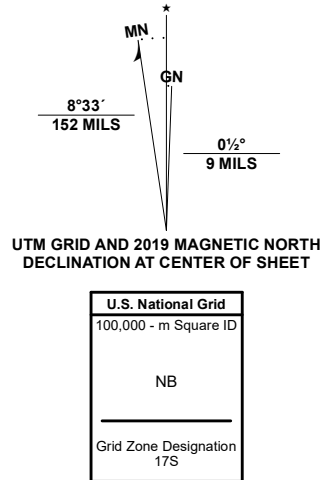 ★
MN
GN
8°33´
152 MILS
0½°
9 MILS
UTM GRID AND 2019 MAGNETIC NORTH
DECLINATION AT CENTER OF SHEET
U.S. National Grid
100,000 - m Square ID
NB
Grid Zone Designation
17S